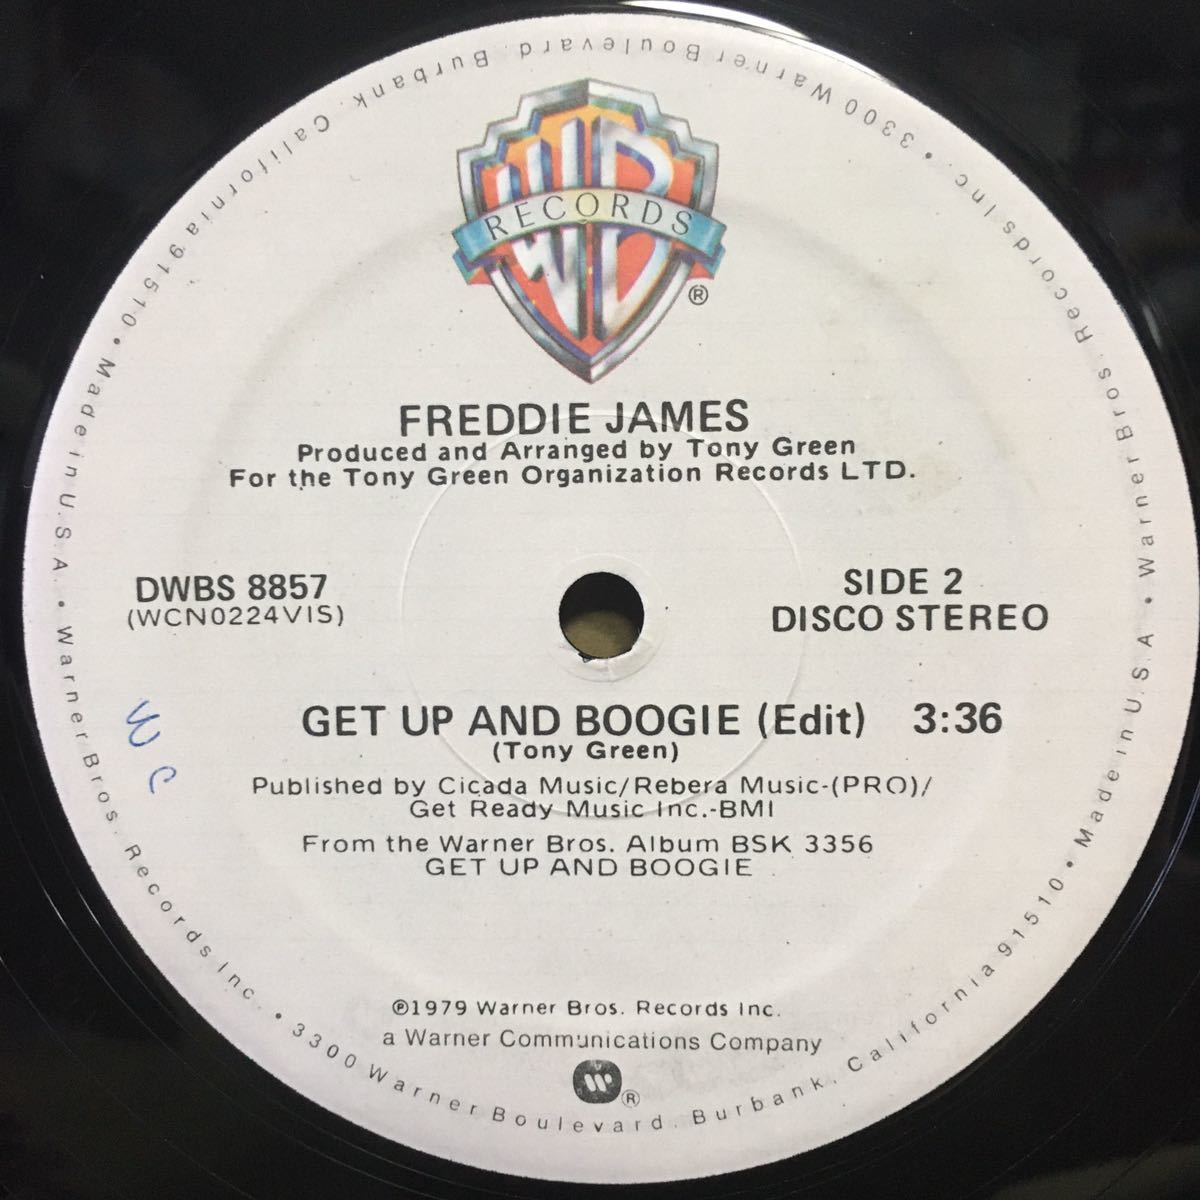 WB
RECORDS
®
FREDDIE JAMES
Produced and Arranged by Tony Green
For the Tony Green Organization Records LTD.
DWBS 8857
(WCN0224VIS)
SIDE 2
DISCO STEREO
GET UP AND BOOGIE (Edit) 3:36
(Tony Green)
Published by Cicada Music/Rebera Music-(PRO)/
Get Ready Music Inc.-BMI
From the Warner Bros. Album BSK 3356
GET UP AND BOOGIE
℗1979 Warner Bros. Records Inc.
a Warner Communications Company
®
Warner Bros. Records Inc. • 3300 Warner Boulevard. Burbank. California 91510 • Made in U.S.A. • Warner Bros. Records Inc. • 3300 Warner Boulevard. Burbank. California 91510 • Made in U.S.A •
W C